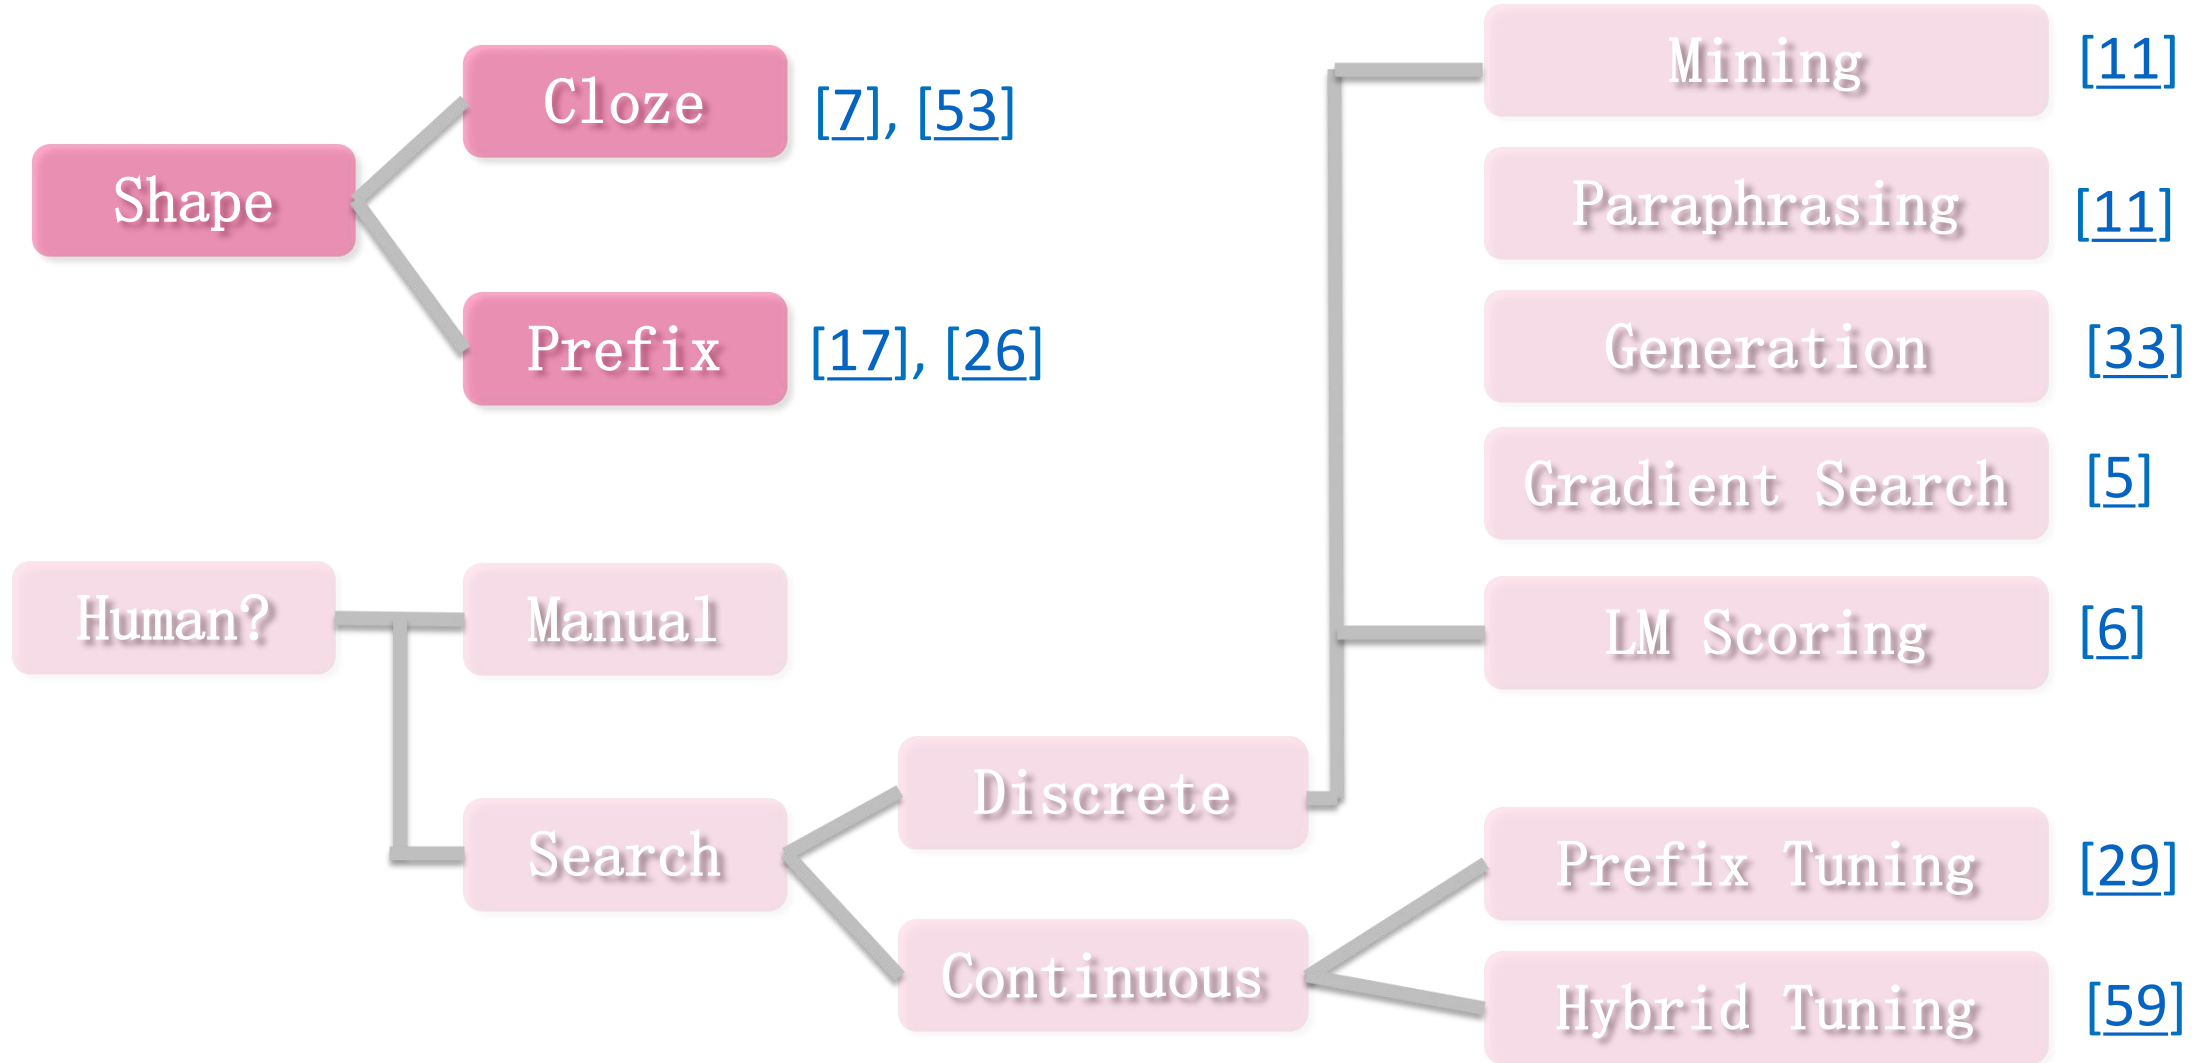 Shape
Cloze [7], [53]
Prefix [17], [26]
Human?
Manual
Search
Discrete
Continuous
Mining [11]
Paraphrasing [11]
Generation [33]
Gradient Search [5]
LM Scoring [6]
Prefix Tuning [29]
Hybrid Tuning [59]